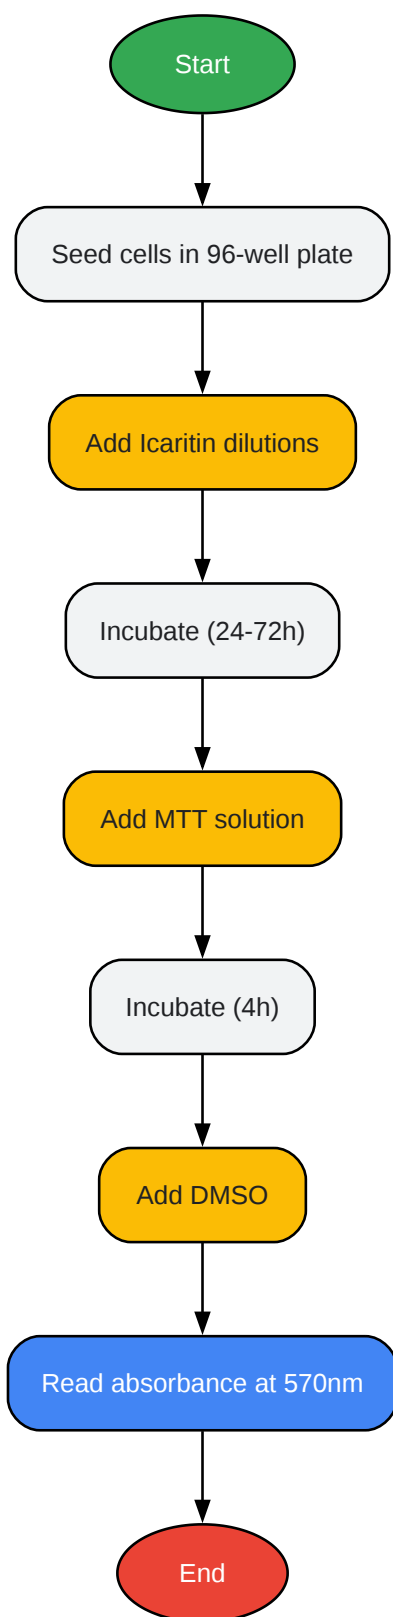 Start
Seed cells in 96-well plate
Add Icaritin dilutions
Incubate (24-72h)
Add MTT solution
Incubate (4h)
Add DMSO
Read absorbance at 570nm
End